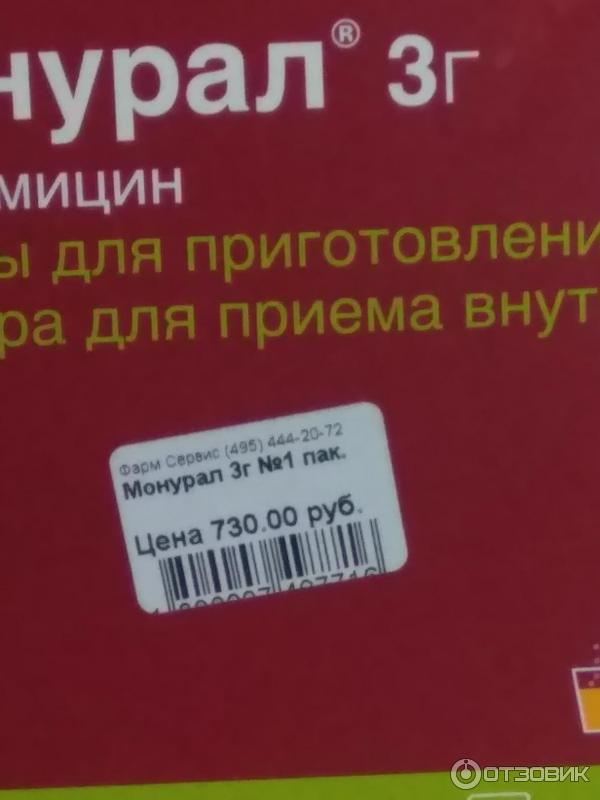 нурал® 3г
мицин
ы для приготовлени
ра для приема внут
Фарм Сервис (495) 444-20-72
Монурал 3г №1 пак.
Цена 730.00 руб.
ОТЗОВИК